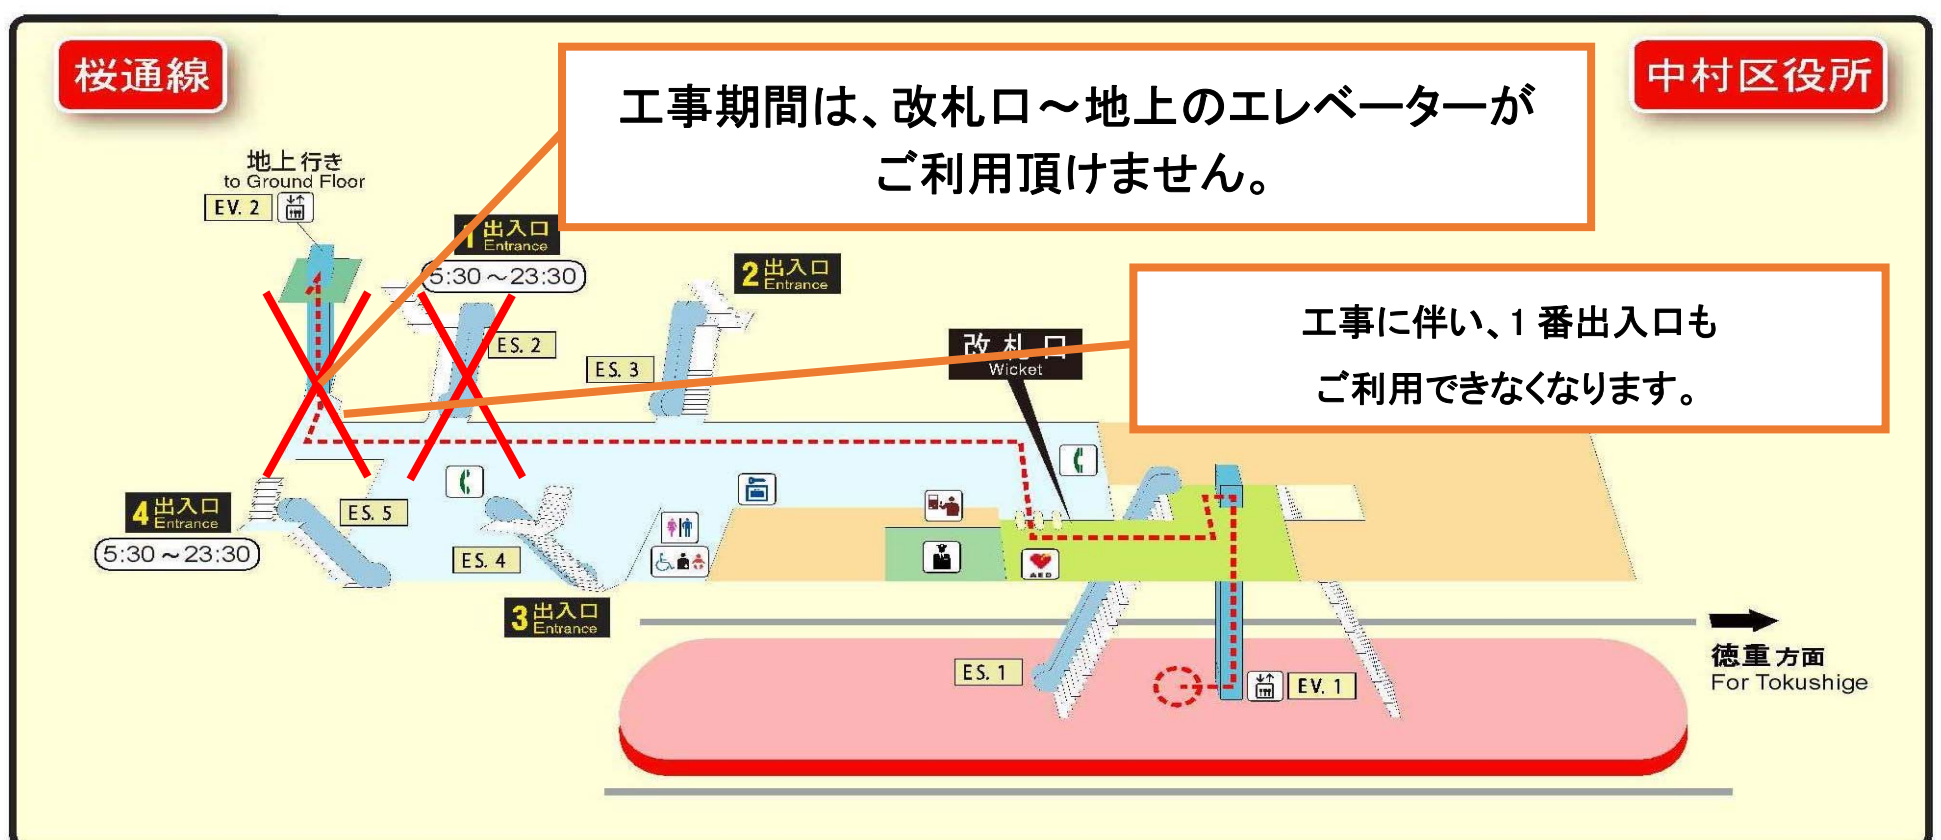 桜通線
中村区役所
工事期間は、改札口～地上のエレベーターが
ご利用頂けません。
地上行き
to Ground Floor
EV. 2
1 出入口
Entrance
5:30～23:30
2 出入口
Entrance
工事に伴い、1番出入口も
ご利用できなくなります。
ES. 2
ES. 3
改札口
Wicket
4 出入口
Entrance
5:30～23:30
ES. 5
ES. 4
AED
3 出入口
Entrance
ES. 1
EV. 1
徳重方面
For Tokushige